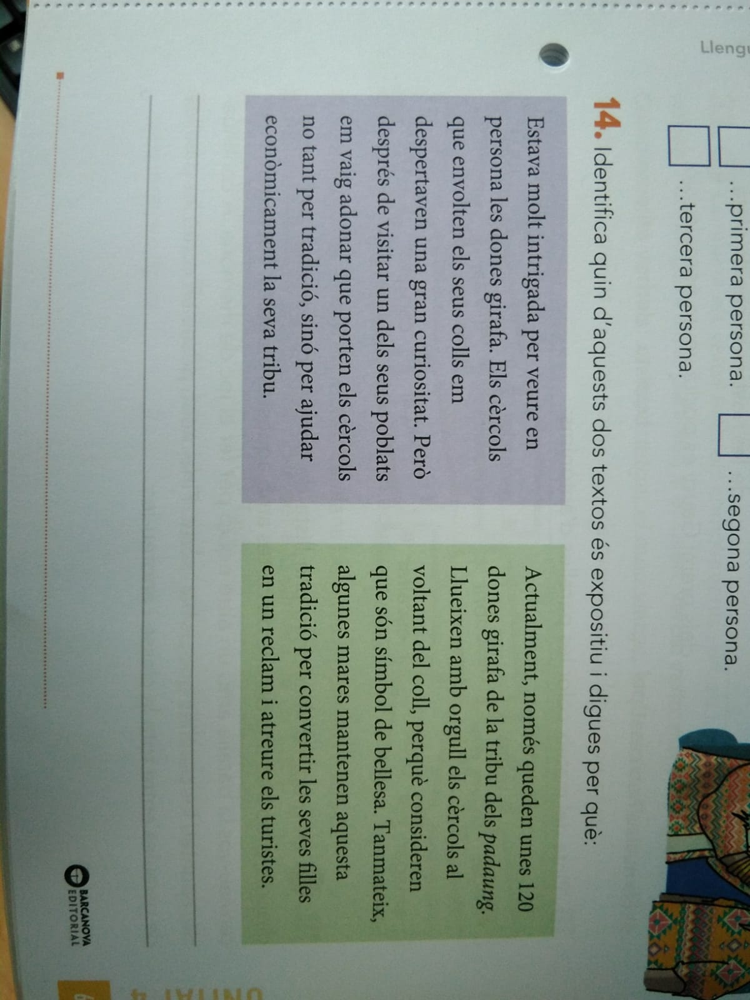 …primera persona.
…segona persona.
…tercera persona.
14. Identifica quin d'aquests dos textos és expositiu i digues per què:
Estava molt intrigada per veure en
persona les dones girafa. Els cèrcols
que envolten els seus colls em
despertaven una gran curiositat. Però
després de visitar un dels seus poblats
em vaig adonar que porten els cèrcols
no tant per tradició, sinó per ajudar
econòmicament la seva tribu.
Actualment, només queden unes 120
dones girafa de la tribu dels padaung.
Llueixen amb orgull els cèrcols al
voltant del coll, perquè consideren
que són símbol de bellesa. Tanmateix,
algunes mares mantenen aquesta
tradició per convertir les seves filles
en un reclam i atreure els turistes.
BARCANOVA
EDITORIAL
UNITAT 4